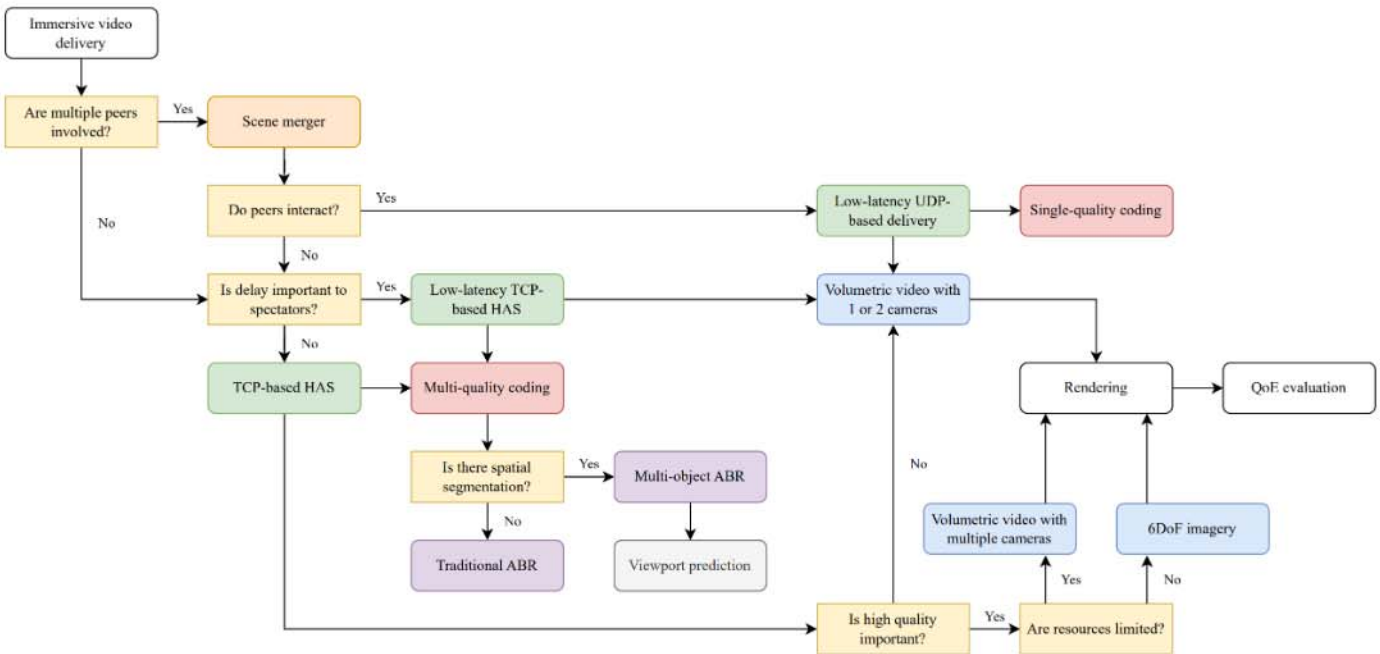 Immersive video
delivery
Are multiple peers
involved?
Yes
Scene merger
No
Do peers interact?
Yes
Low-latency UDP-
based delivery
Single-quality coding
No
Is delay important to
spectators?
Yes
Low-latency TCP-
based HAS
Volumetric video with
1 or 2 cameras
No
TCP-based HAS
Multi-quality coding
Rendering
QoE evaluation
Is there spatial
segmentation?
Yes
Multi-object ABR
No
No
Traditional ABR
Viewport prediction
Volumetric video with
multiple cameras
6DoF imagery
Yes
No
Is high quality
important?
Yes
Are resources limited?